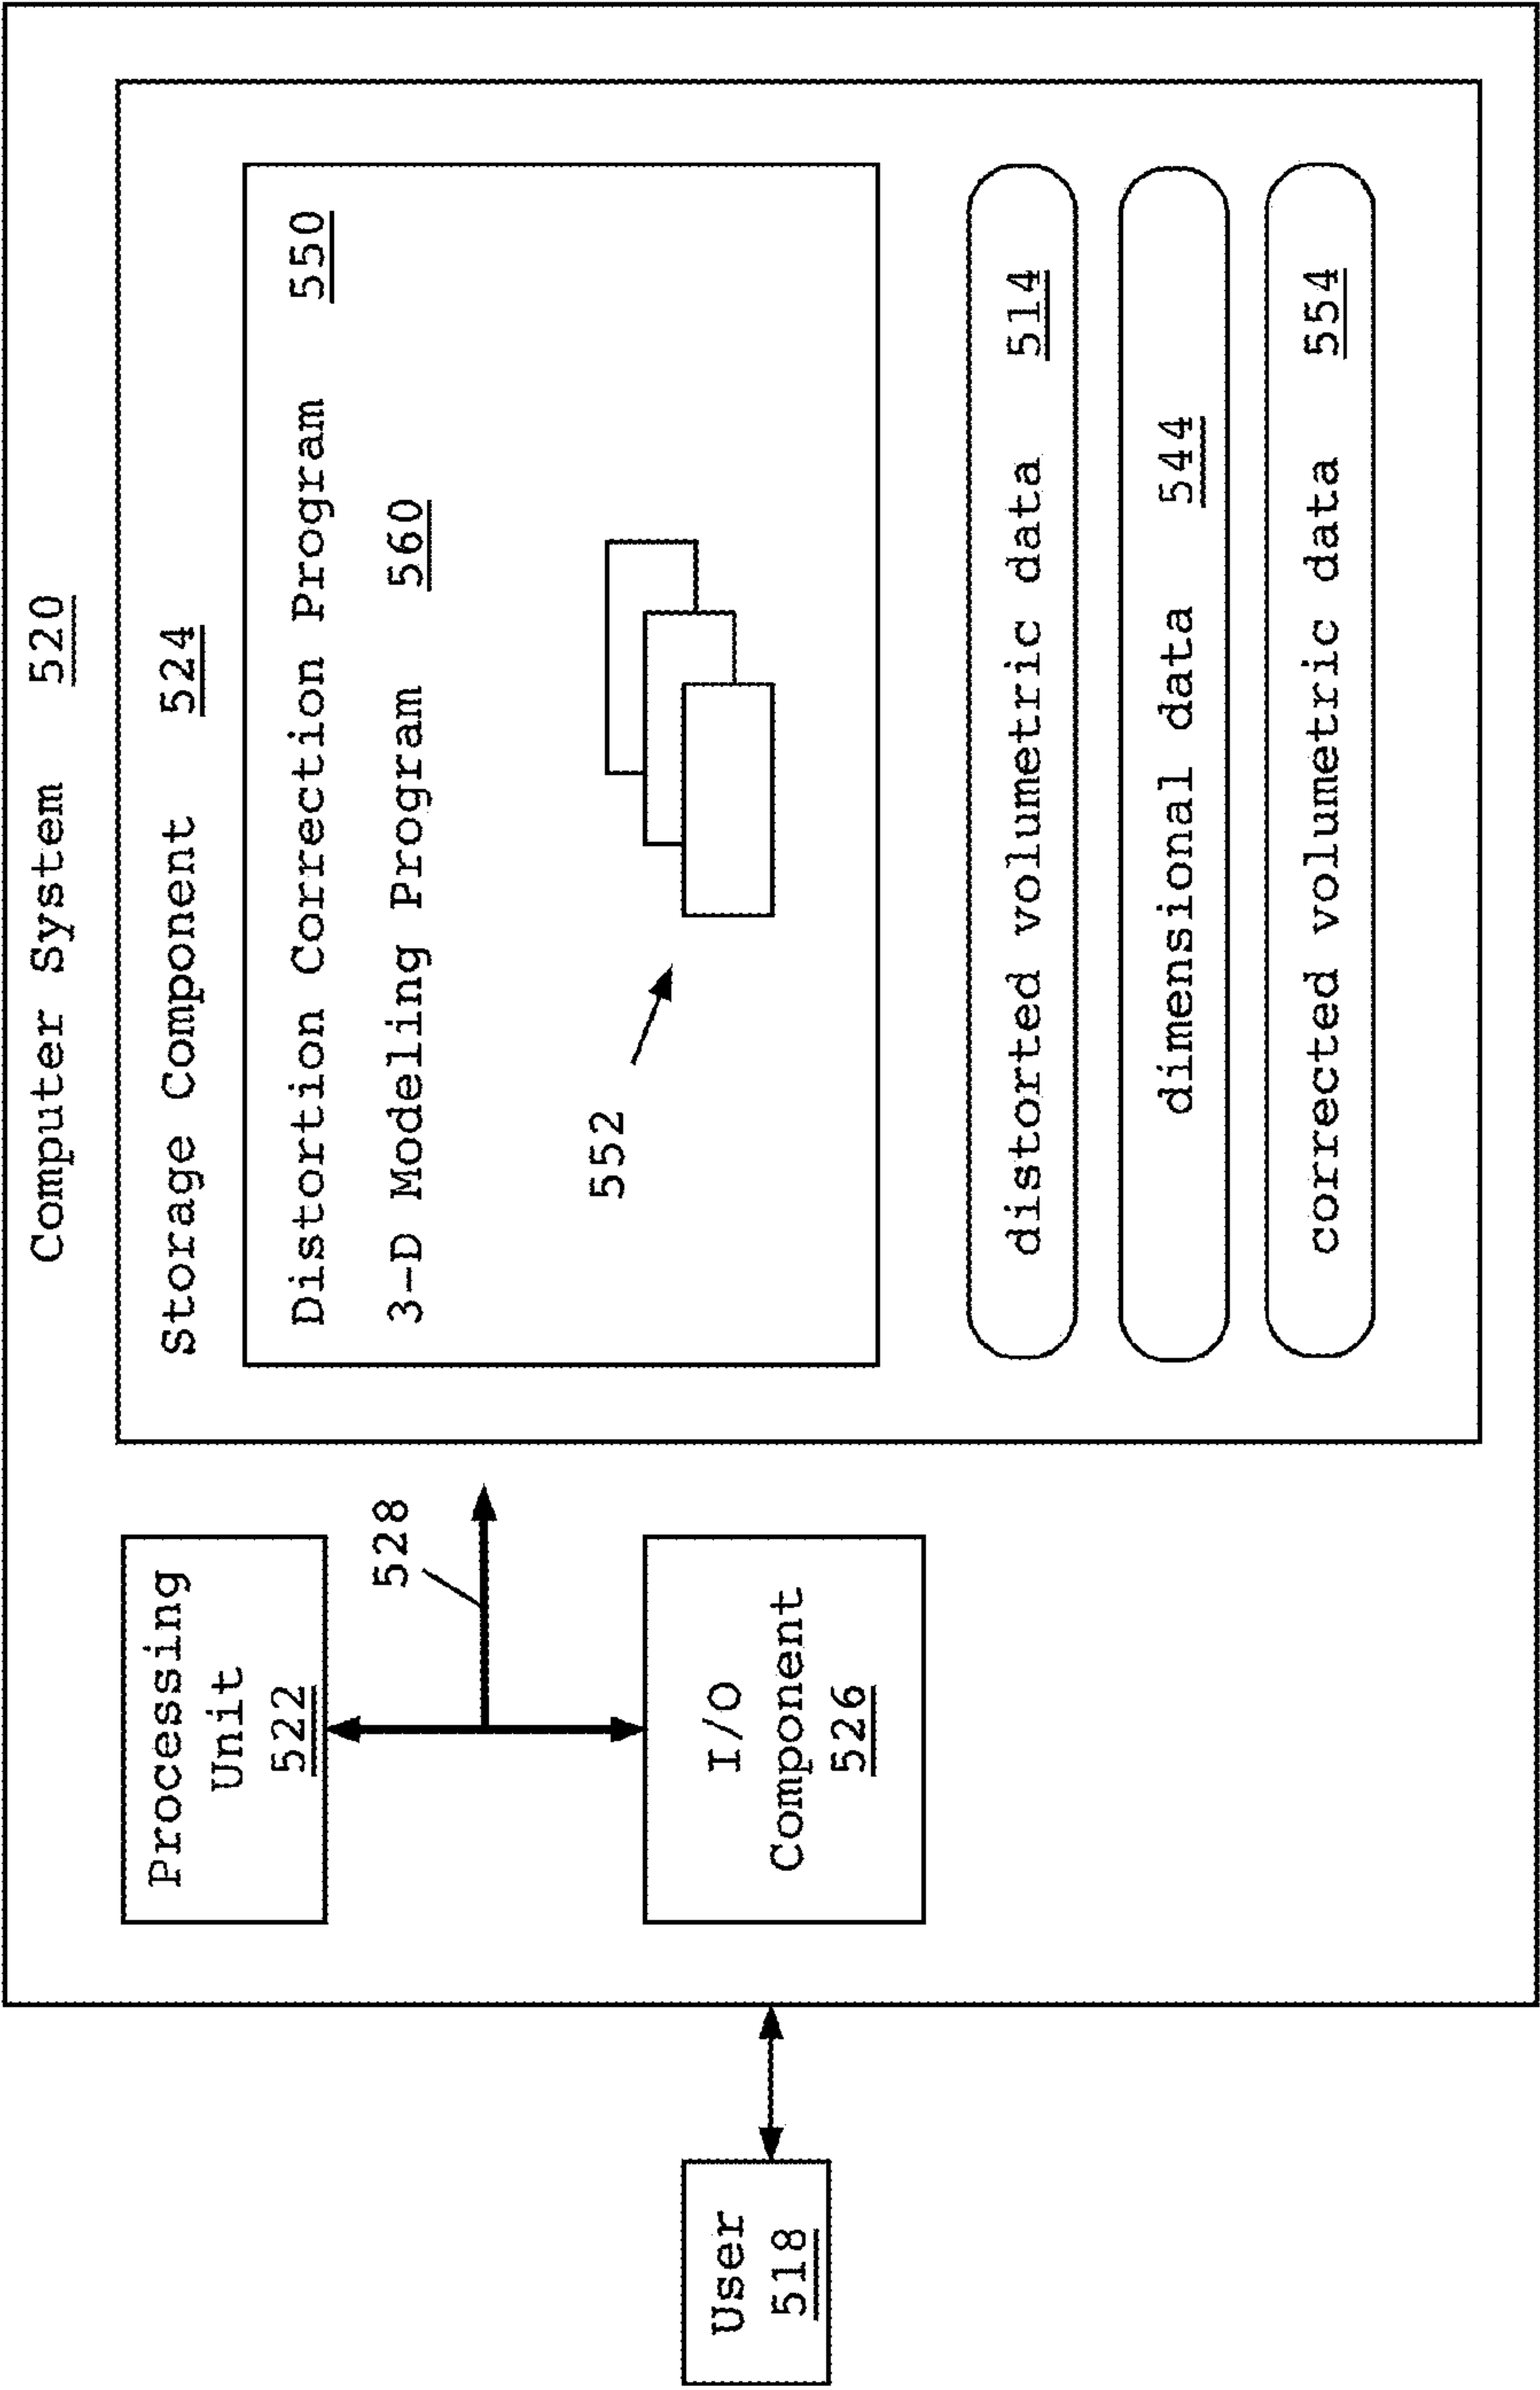 Computer System 520
Storage Component 524
Distortion Correction Program 550
3-D Modeling Program 560
552
distorted volumetric data 514
dimensional data 544
corrected volumetric data 554
Processing
Unit
522
528
I/O
Component
526
User
518